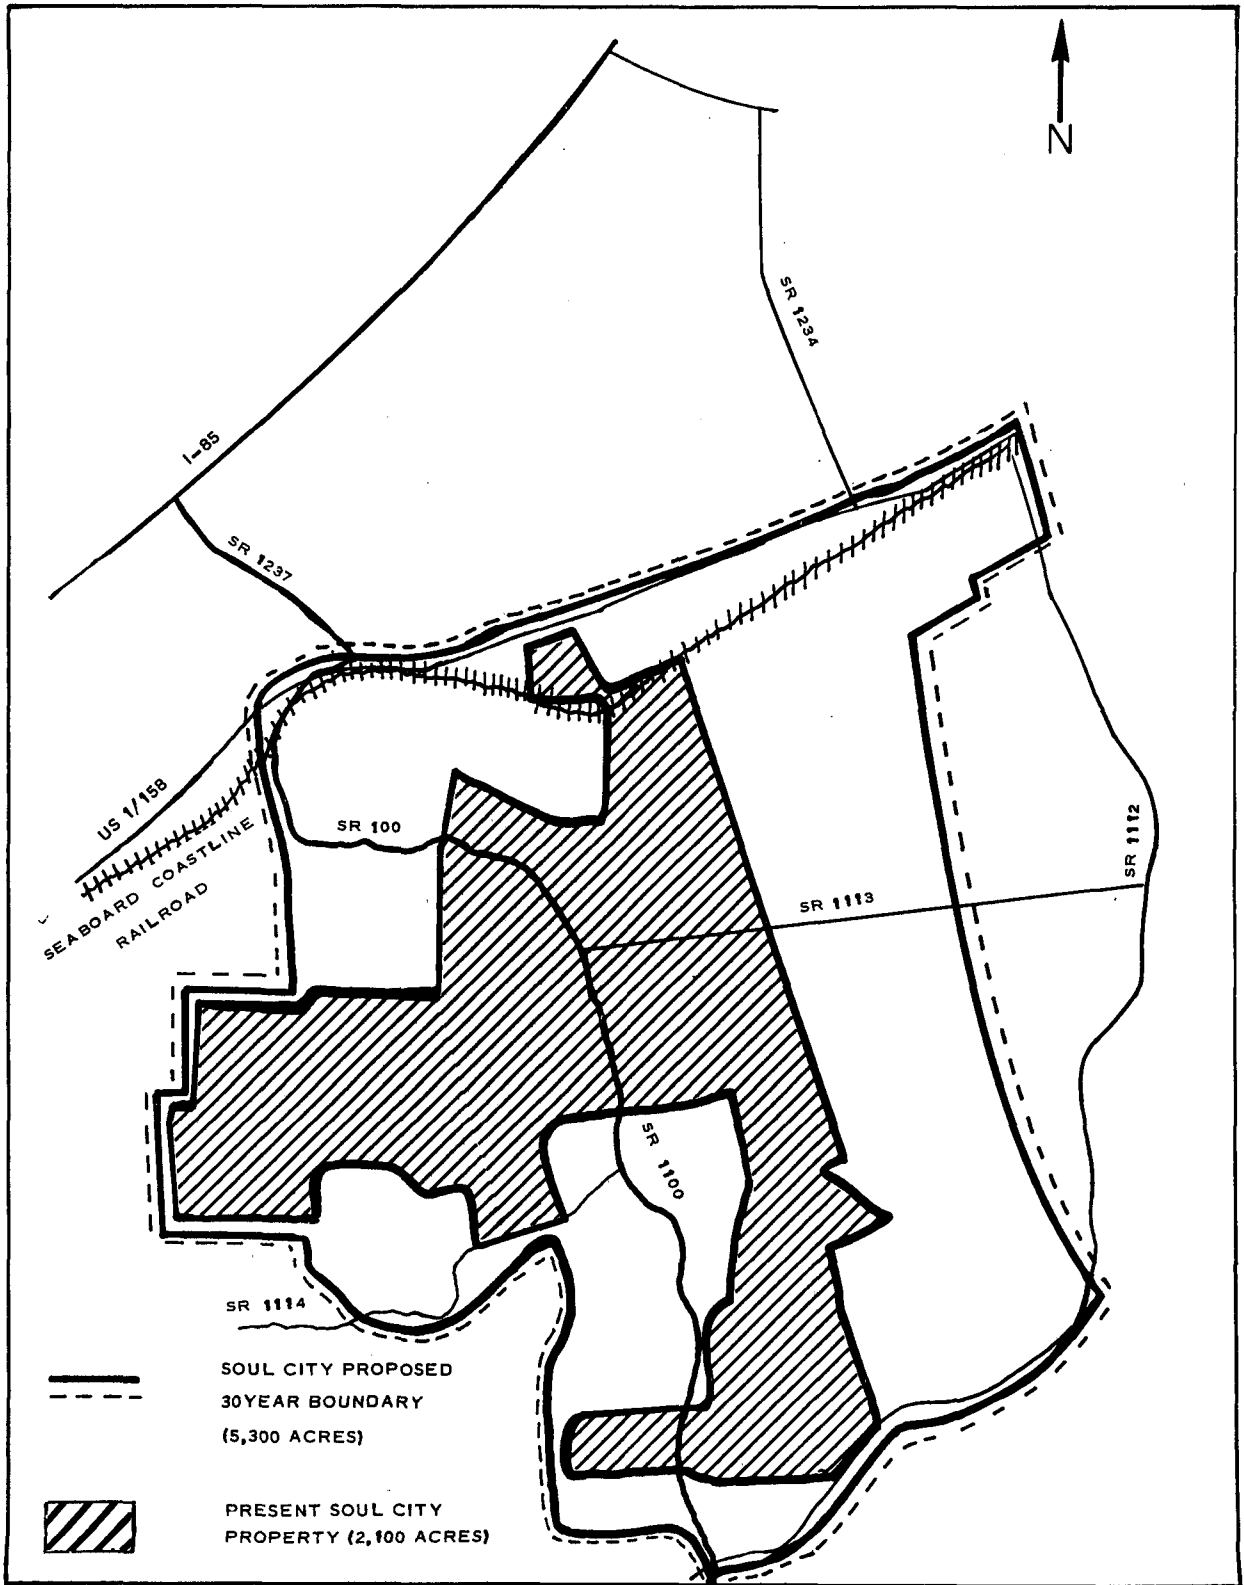 N
SR 1234
I-85
SR 1237
US 1/158
SR 100
SEABOARD COASTLINE
RAILROAD
SR 1112
SR 1113
SR 1100
SR 1114
SOUL CITY PROPOSED
30YEAR BOUNDARY
(5,300 ACRES)
PRESENT SOUL CITY
PROPERTY (2,100 ACRES)